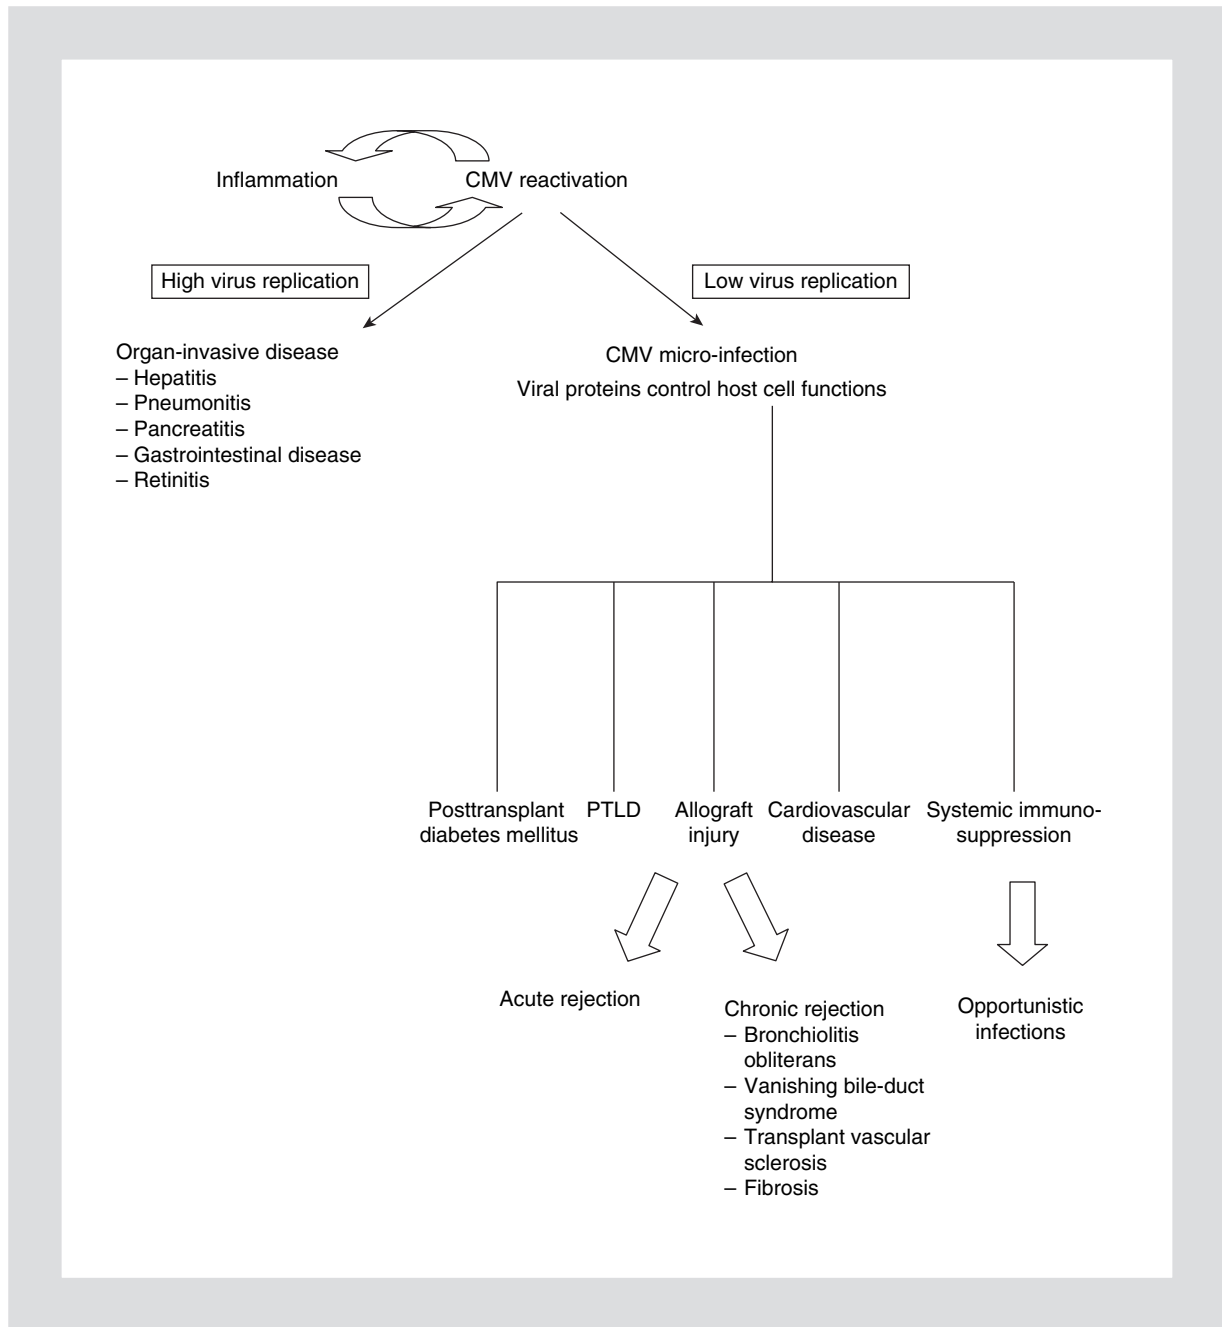 Inflammation
CMV reactivation
High virus replication
Low virus replication
Organ-invasive disease
– Hepatitis
– Pneumonitis
– Pancreatitis
– Gastrointestinal disease
– Retinitis
CMV micro-infection
Viral proteins control host cell functions
Posttransplant
diabetes mellitus
PTLD
Allograft
injury
Cardiovascular
disease
Systemic immuno-
suppression
Acute rejection
Chronic rejection
– Bronchiolitis
obliterans
– Vanishing bile-duct
syndrome
– Transplant vascular
sclerosis
– Fibrosis
Opportunistic
infections